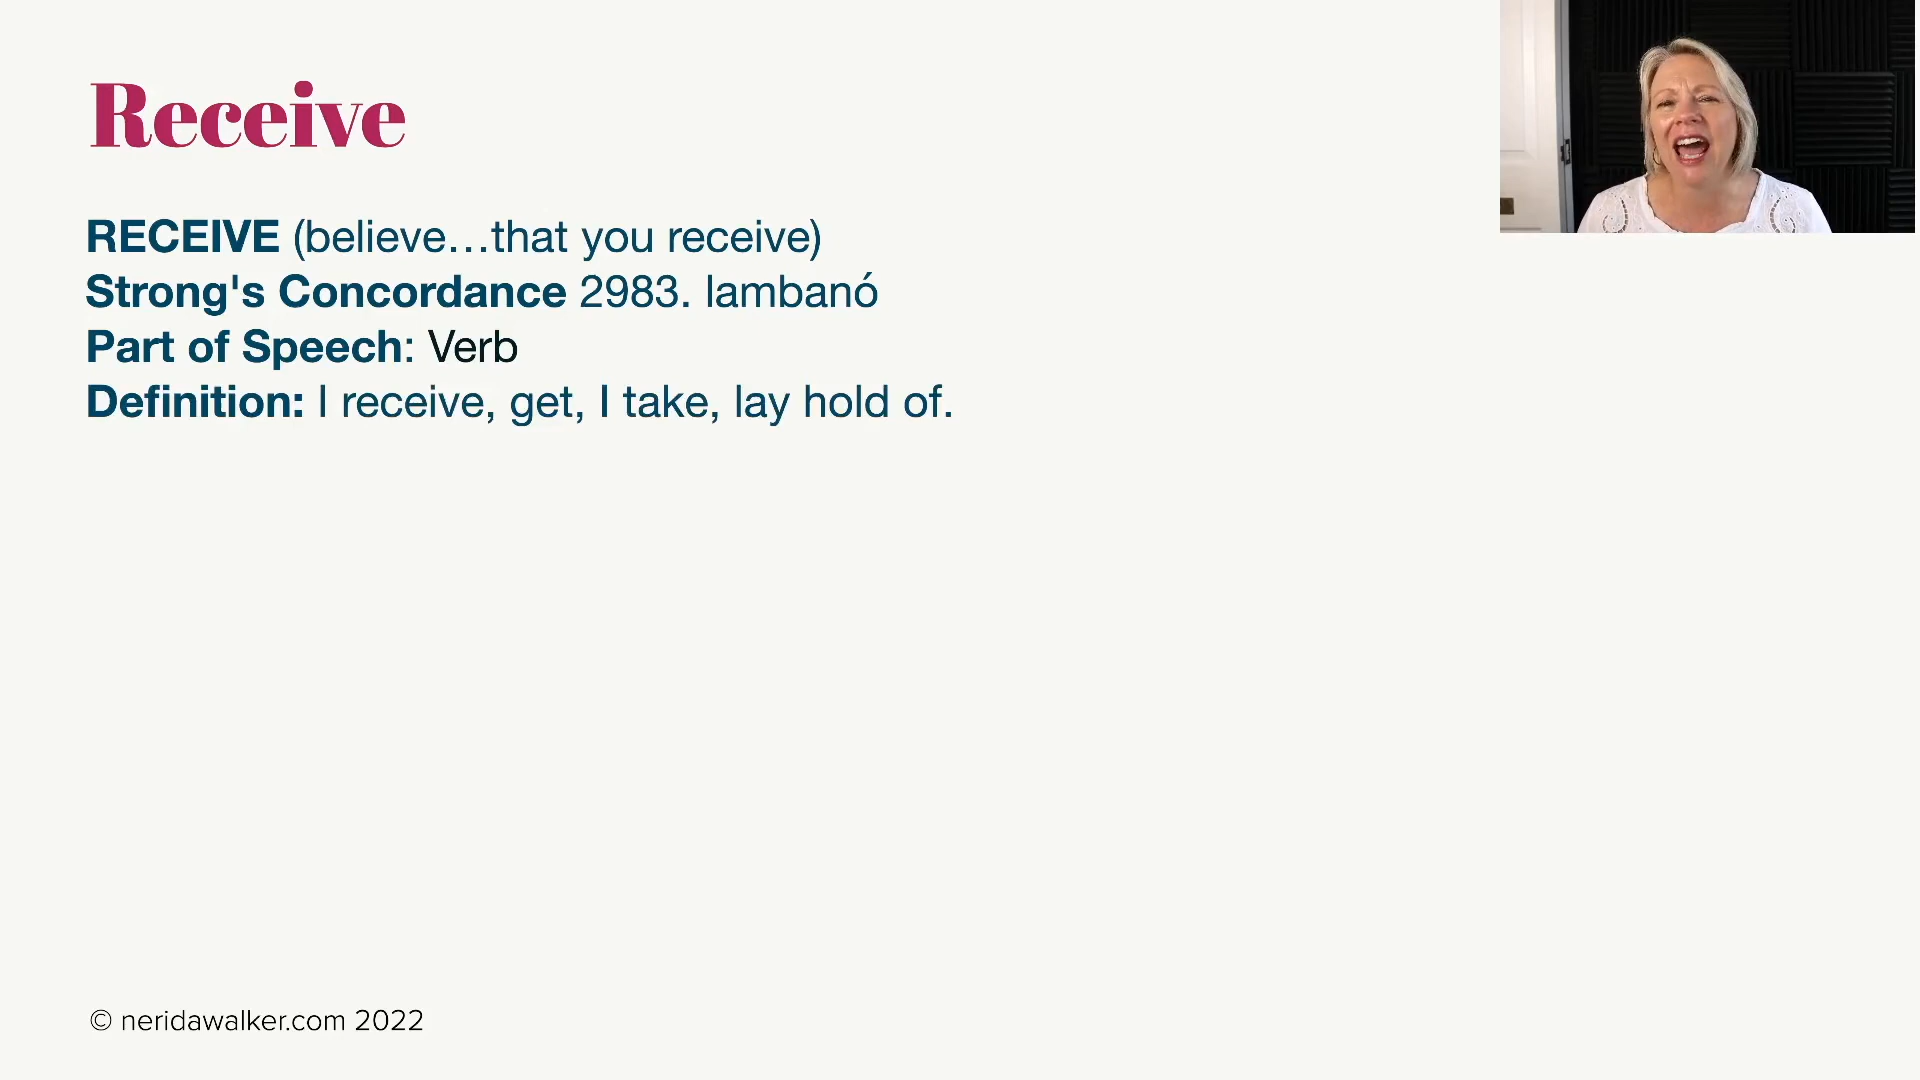 Receive
RECEIVE (believe…that you receive)
Strong's Concordance 2983. lambanó
Part of Speech: Verb
Definition: I receive, get, I take, lay hold of.
© neridawalker.com 2022